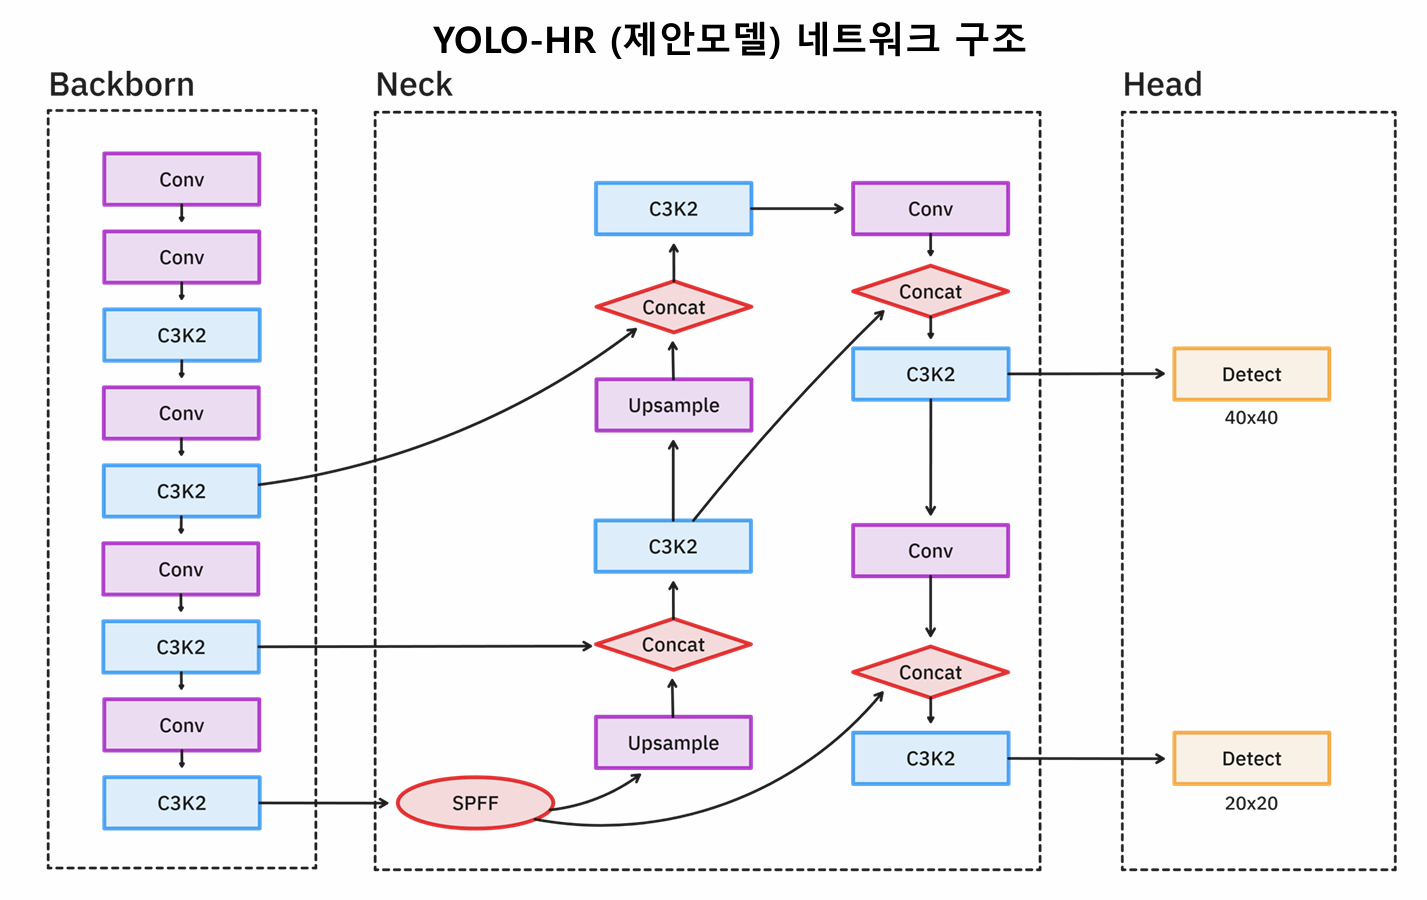 YOLO-HR (제안모델) 네트워크 구조
Backborn
Conv
Conv
C3K2
Conv
C3K2
Conv
C3K2
Conv
C3K2
Neck
C3K2
Concat
Upsample
C3K2
Concat
Upsample
SPFF
Conv
Concat
C3K2
Conv
Concat
C3K2
Head
Detect
40x40
Detect
20x20